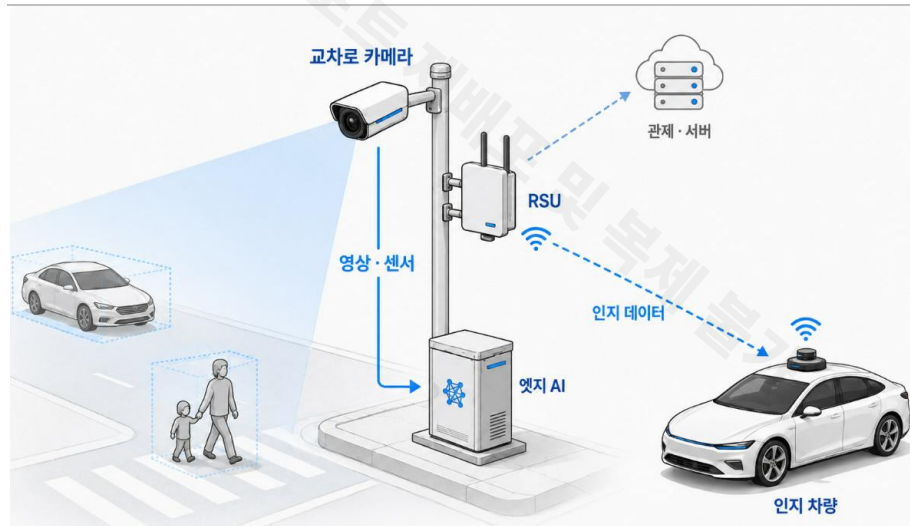 교차로 카메라
관제 · 서버
RSU
영상 · 센서
인지 데이터
엣지 AI
인지 차량